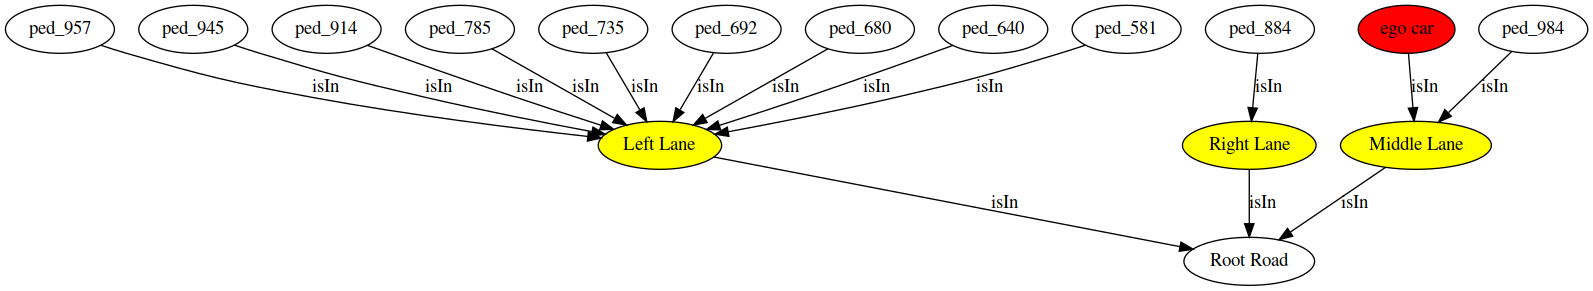 ped_957 ped_945 ped_914 ped_785 ped_735 ped_692 ped_680 ped_640 ped_581 ped_884 ego car ped_984
isIn isIn isIn isIn isIn isIn isIn isIn isIn isIn isIn isIn
Left Lane Right Lane Middle Lane
isIn isIn isIn
Root Road